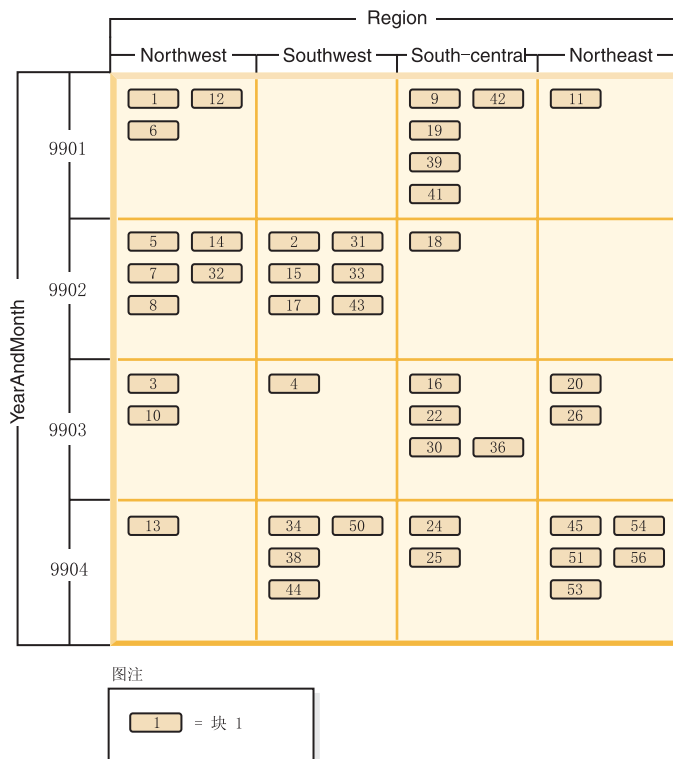 Region
Northwest Southwest South-central Northeast
YearAndMonth
9901
1 12 9 42 11
6 19
39
41
9902
5 14 2 31 18
7 32 15 33
8 17 43
9903
3 4 16 20
10 22 26
30 36
9904
13 34 50 24 45 54
38 25 51 56
44 53
图注
1 = 块 1